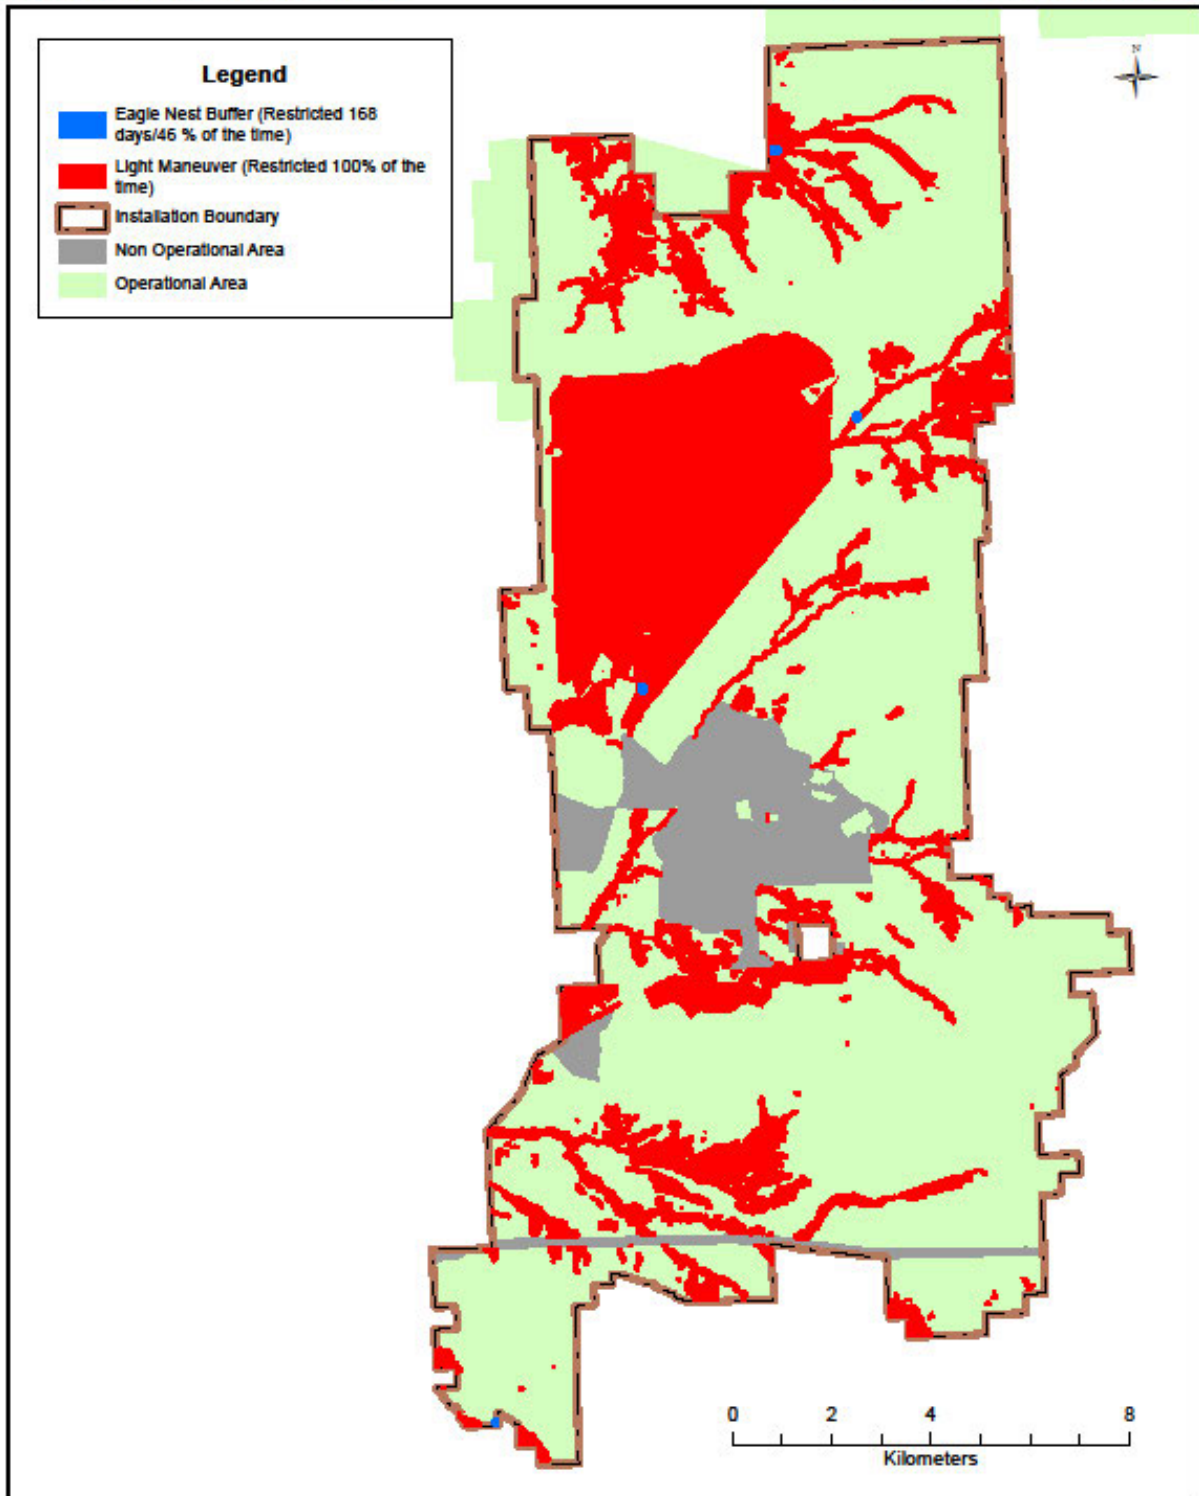 Legend
Eagle Nest Buffer (Restricted 168
days/46 % of the time)
Light Maneuver (Restricted 100% of the
time)
Installation Boundary
Non Operational Area
Operational Area
N
0 2 4 8
Kilometers